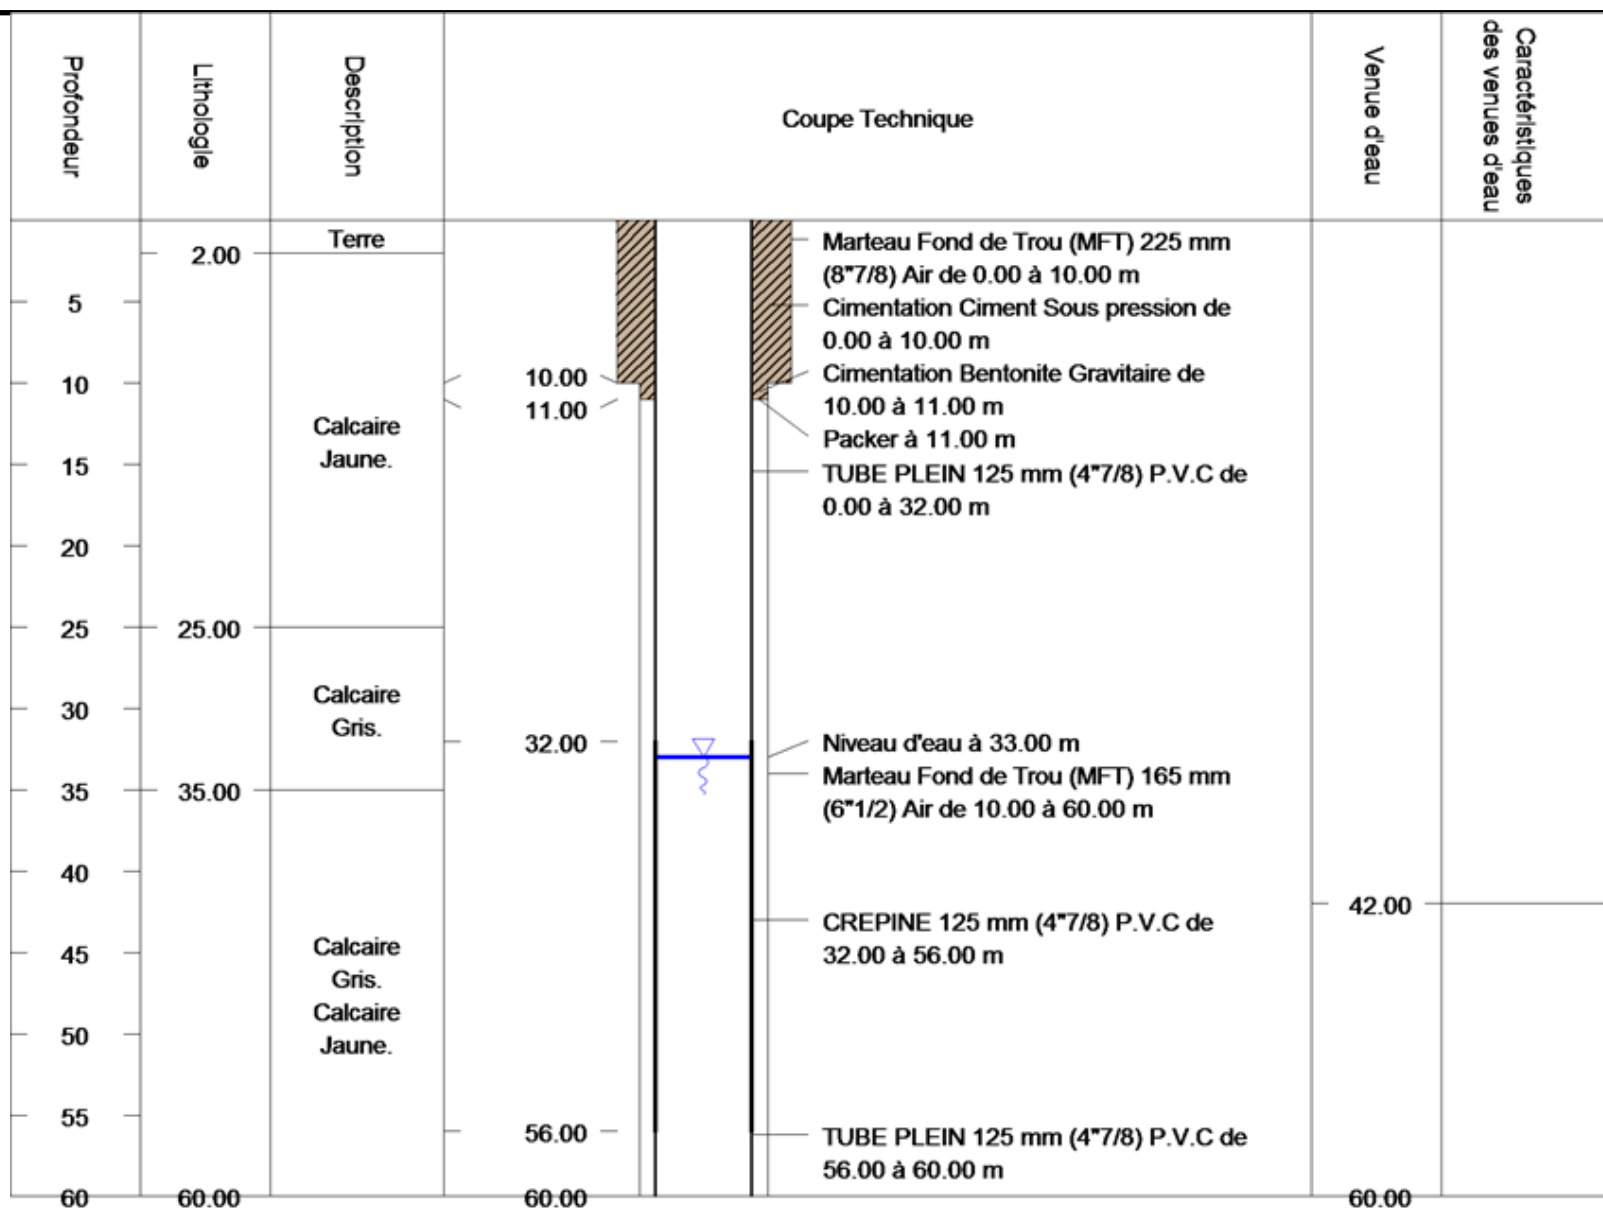 Profondeur
Lithologie
Description
Coupe Technique
Venue d'eau
Caractéristiques
des venues d'eau
Terre
2.00
Marteau Fond de Trou (MFT) 225 mm
(8"7/8) Air de 0.00 à 10.00 m
5
Cimentation Ciment Sous pression de
0.00 à 10.00 m
10
10.00
Cimentation Bentonite Gravitaire de
10.00 à 11.00 m
11.00
Calcaire
Jaune.
Packer à 11.00 m
15
TUBE PLEIN 125 mm (4"7/8) P.V.C de
0.00 à 32.00 m
20
25
25.00
Calcaire
Gris.
30
32.00
Niveau d'eau à 33.00 m
Marteau Fond de Trou (MFT) 165 mm
(6"1/2) Air de 10.00 à 60.00 m
35
35.00
40
42.00
CREPINE 125 mm (4"7/8) P.V.C de
32.00 à 56.00 m
45
Calcaire
Gris.
Calcaire
Jaune.
50
55
56.00
TUBE PLEIN 125 mm (4"7/8) P.V.C de
56.00 à 60.00 m
60
60.00
60.00
60.00